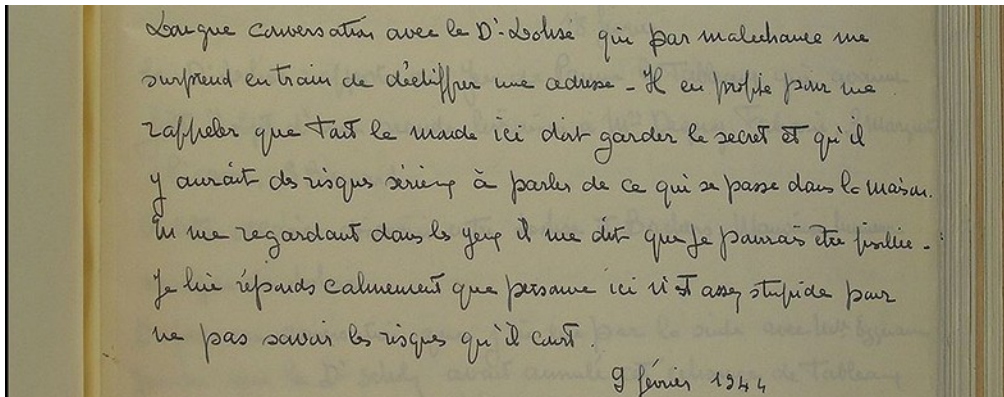 Longue conversation avec le Dr. Lohse qui par malechance me
surprend en train de déchiffrer une adresse - Il en profite pour me
rappeler que tout le monde ici doit garder le secret et qu'il
y aurait des risques sérieux à parler de ce qui se passe dans la maison.
En me regardant dans les yeux il me dit que je pourrais être fusillée -
Je lui réponds calmement que personne ici n'est assez stupide pour
ne pas savoir les risques qu'il court.
9 février 1944